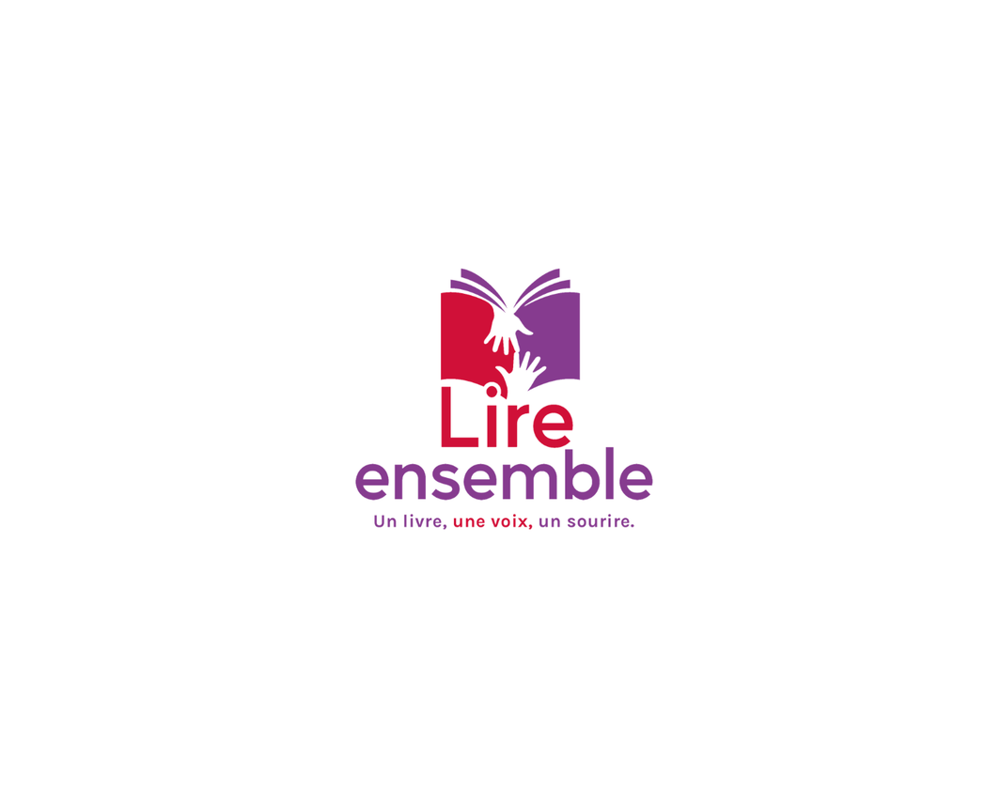 Lire
ensemble
Un livre, une voix, un sourire.